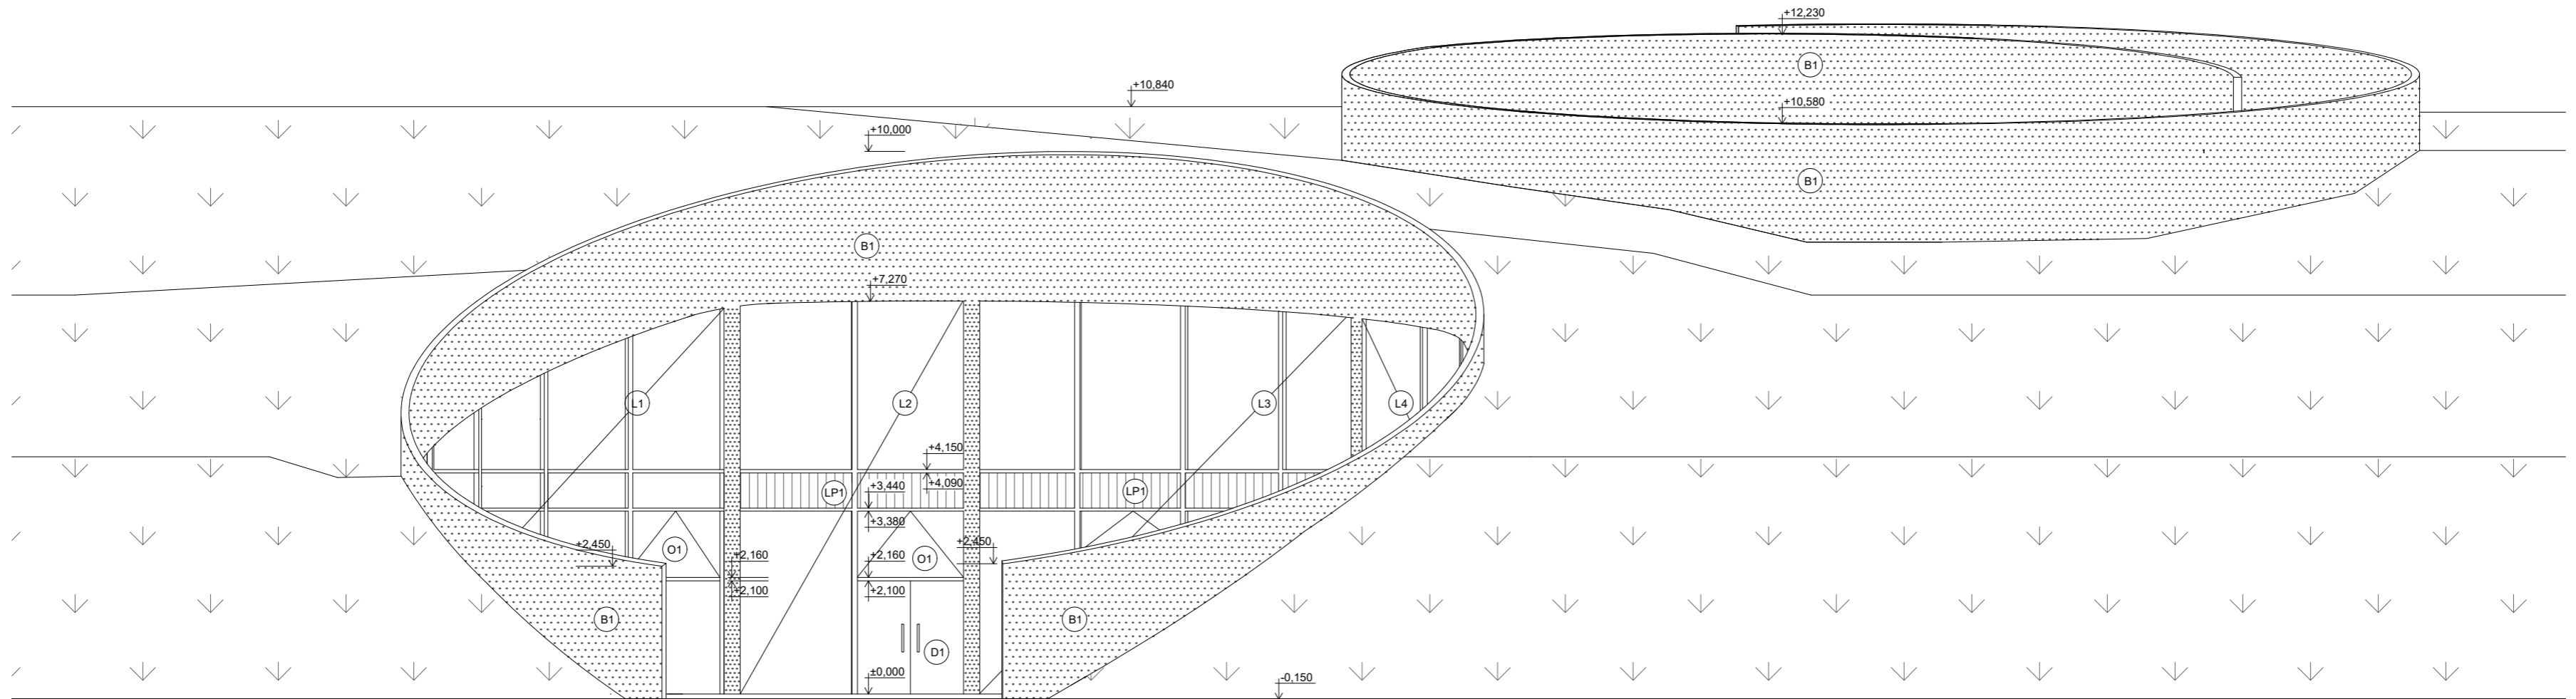 +12,230
B1
+10,840
+10,580
+10,000
B1
B1
+7,270
L1
L2
L3
L4
+4,150
+4,090
+3,440
LP1
LP1
+3,380
+2,450
+2,450
O1
O1
+2,160
+2,160
+2,100
+2,100
B1
B1
D1
±0,000
-0,150